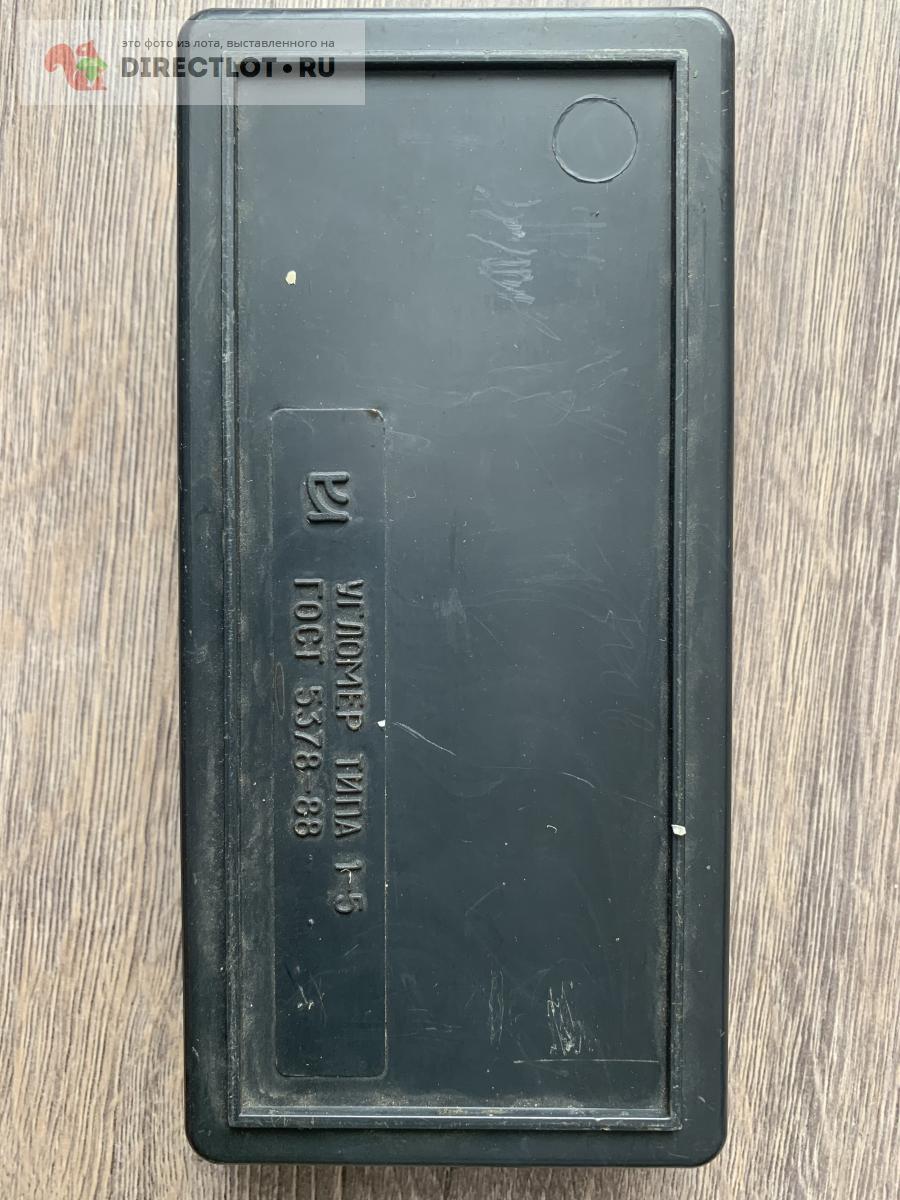 это фото из лота, выставленного на
DIRECTLOT•RU
УГЛОМЕР ТИПА 1-5
ГОСТ 5378-88